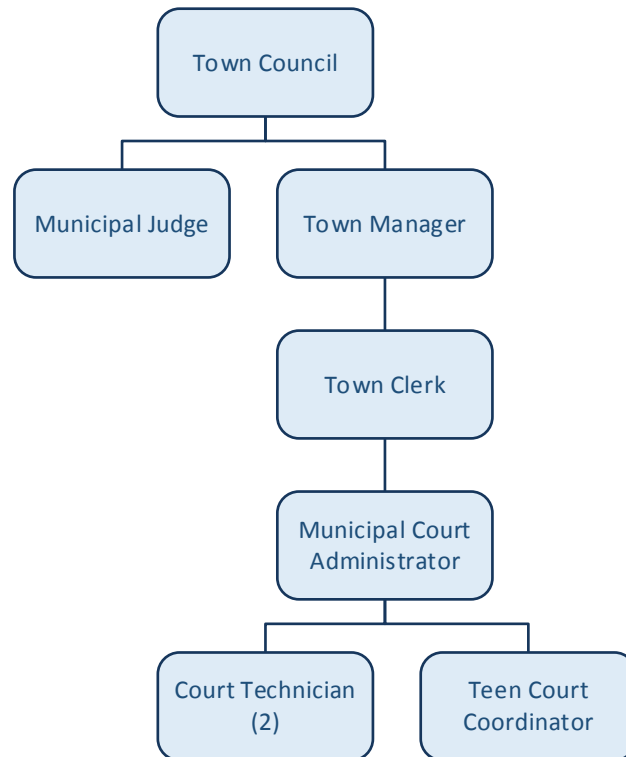 Town Council
Municipal Judge
Town Manager
Town Clerk
Municipal Court
Administrator
Court Technician
(2)
Teen Court
Coordinator